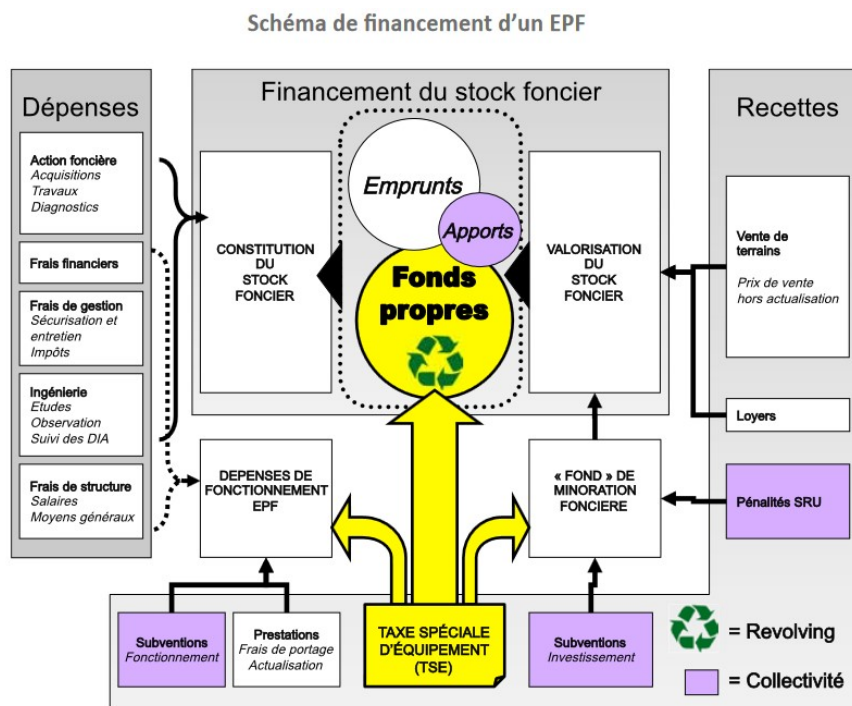 Schéma de financement d'un EPF
Dépenses
Action foncière
Acquisitions
Travaux
Diagnostics
Frais financiers
Frais de gestion
Sécurisation et
entretien
Impôts
Ingénierie
Etudes
Observation
Suivi des DIA
Frais de structure
Salaires
Moyens généraux
Financement du stock foncier
CONSTITUTION
DU
STOCK
FONCIER
Emprunts
Apports
Fonds
propres
VALORISATION
DU
STOCK
FONCIER
Recettes
Vente de
terrains
Prix de vente
hors actualisation
Loyers
Pénalités SRU
DEPENSES DE
FONCTIONNEMENT
EPF
« FOND » DE
MINORATION
FONCIERE
Subventions
Fonctionnement
Prestations
Frais de portage
Actualisation
TAXE SPÉCIALE
D'ÉQUIPEMENT
(TSE)
Subventions
Investissement
= Revolving
= Collectivité